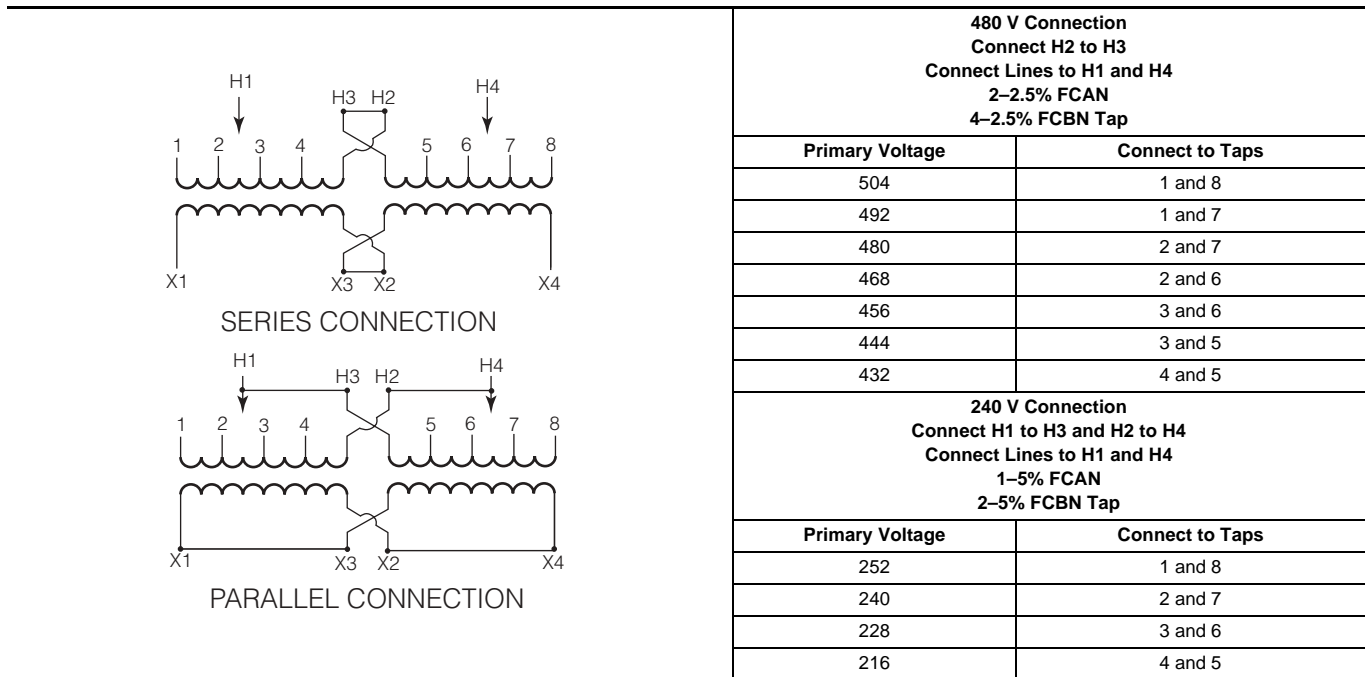 H1
H3 H2
H4
1 2 3 4 5 6 7 8
X1 X3 X2 X4
SERIES CONNECTION
H1
H3 H2
H4
1 2 3 4 5 6 7 8
X1 X3 X2 X4
PARALLEL CONNECTION
480 V Connection
Connect H2 to H3
Connect Lines to H1 and H4
2–2.5% FCAN
4–2.5% FCBN Tap
Primary Voltage Connect to Taps
504 1 and 8
492 1 and 7
480 2 and 7
468 2 and 6
456 3 and 6
444 3 and 5
432 4 and 5
240 V Connection
Connect H1 to H3 and H2 to H4
Connect Lines to H1 and H4
1–5% FCAN
2–5% FCBN Tap
Primary Voltage Connect to Taps
252 1 and 8
240 2 and 7
228 3 and 6
216 4 and 5